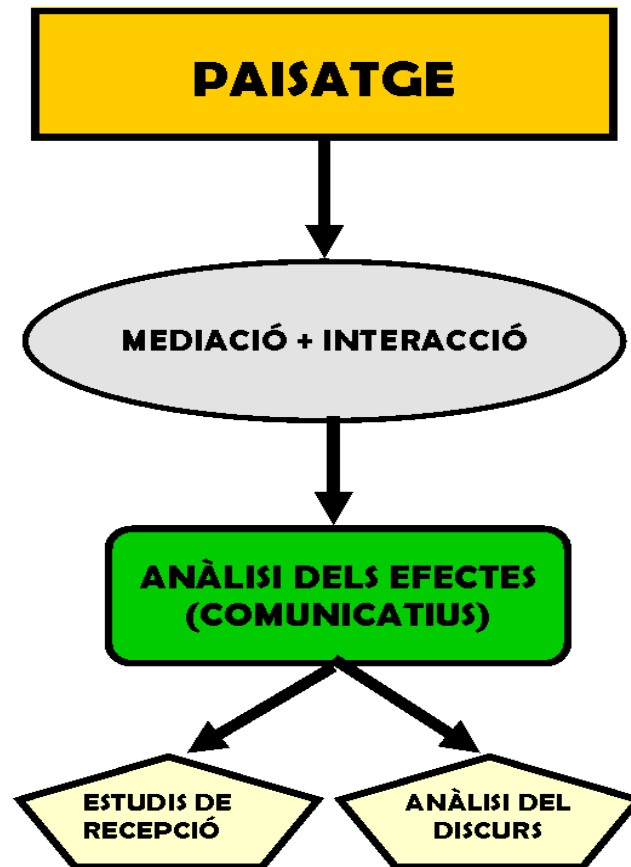 PAISATGE
MEDIACIÓ + INTERACCIÓ
ANÀLISI DELS EFECTES
(COMUNICATIUS)
ESTUDIS DE
RECEPCIÓ
ANÀLISI DEL
DISCURS